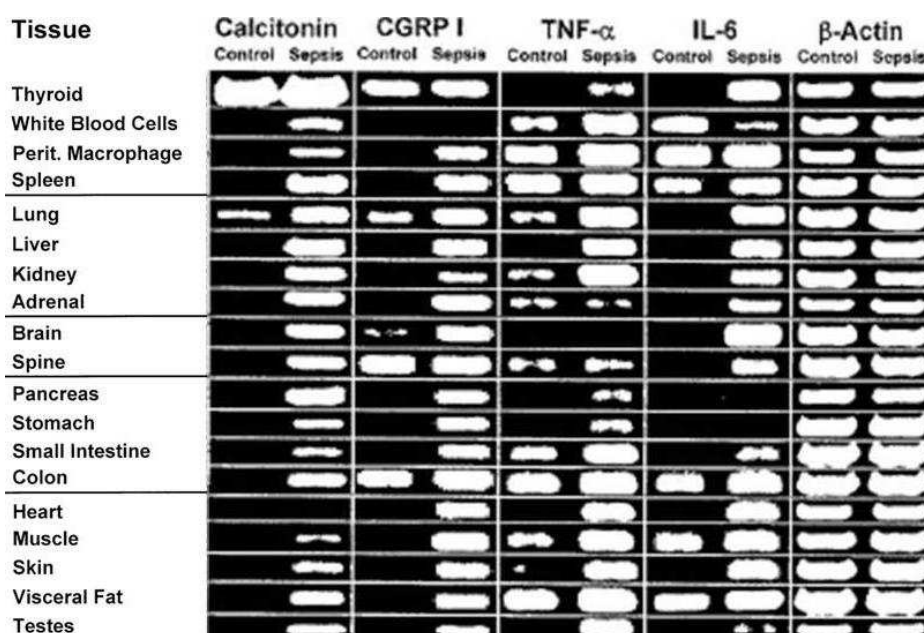 Tissue Calcitonin CGRP I TNF-α IL-6 β-Actin
Control Sepsis Control Sepsis Control Sepsis Control Sepsis Control Sepsis
Thyroid
White Blood Cells
Perit. Macrophage
Spleen
Lung
Liver
Kidney
Adrenal
Brain
Spine
Pancreas
Stomach
Small Intestine
Colon
Heart
Muscle
Skin
Visceral Fat
Testes